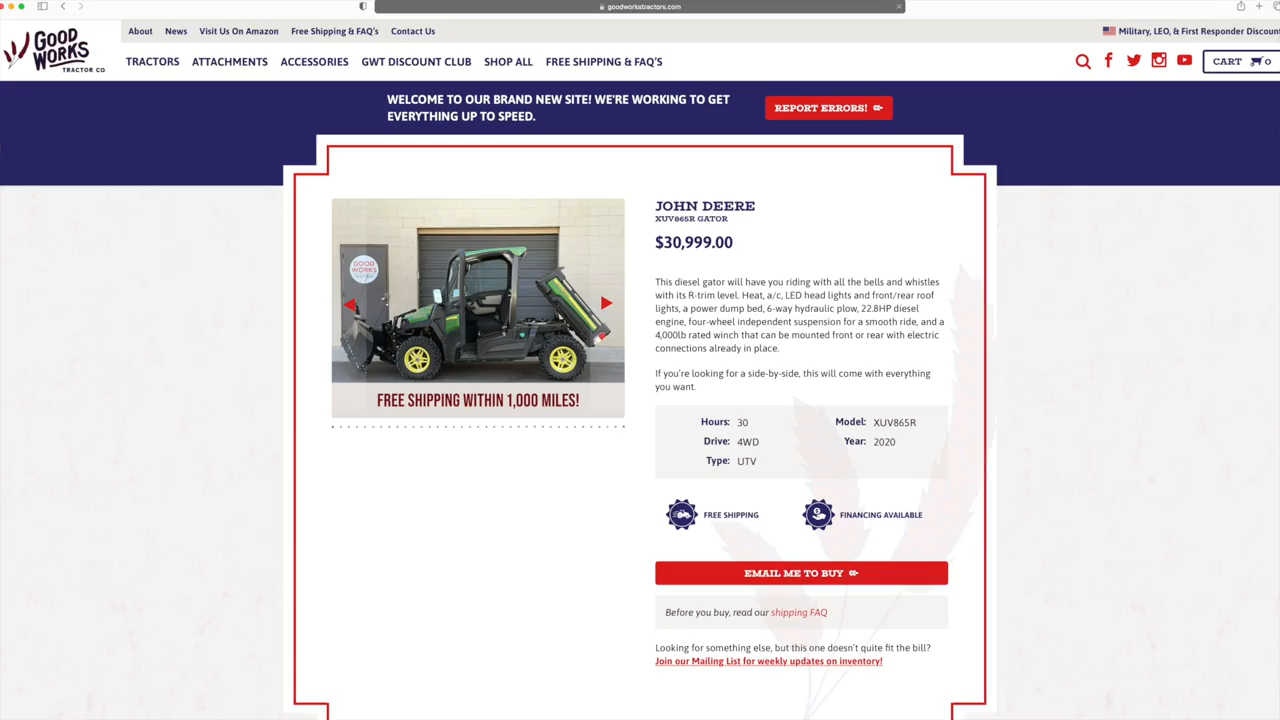 goodworkstractors.com
About News Visit Us On Amazon Free Shipping & FAQ's Contact Us
Military, LEO, & First Responder Discoun
GOOD
WORKS
TRACTOR CO.
TRACTORS ATTACHMENTS ACCESSORIES GWT DISCOUNT CLUB SHOP ALL FREE SHIPPING & FAQ'S
CART 0
WELCOME TO OUR BRAND NEW SITE! WE'RE WORKING TO GET
EVERYTHING UP TO SPEED.
REPORT ERRORS!
GOOD
WORKS
FREE SHIPPING WITHIN 1,000 MILES!
JOHN DEERE
XUV865R GATOR
$30,999.00
This diesel gator will have you riding with all the bells and whistles
with its R-trim level. Heat, a/c, LED head lights and front/rear roof
lights, a power dump bed, 6-way hydraulic plow, 22.8HP diesel
engine, four-wheel independent suspension for a smooth ride, and a
4,000lb rated winch that can be mounted front or rear with electric
connections already in place.
If you're looking for a side-by-side, this will come with everything
you want.
Hours: 30 Model: XUV865R
Drive: 4WD Year: 2020
Type: UTV
FREE SHIPPING FINANCING AVAILABLE
EMAIL ME TO BUY
Before you buy, read our shipping FAQ
Looking for something else, but this one doesn't quite fit the bill?
Join our Mailing List for weekly updates on inventory!